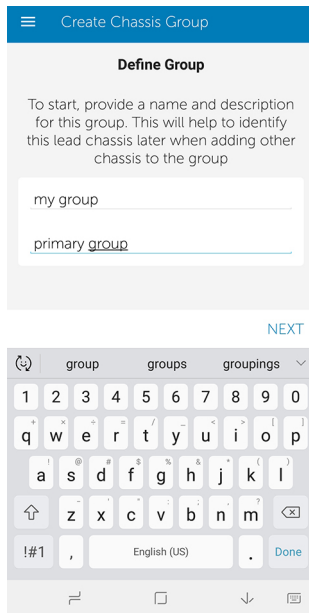 Create Chassis Group
Define Group
To start, provide a name and description
for this group. This will help to identify
this lead chassis later when adding other
chassis to the group
my group
primary group
NEXT
group groups groupings
1 2 3 4 5 6 7 8 9 0
q w e r t y u i o p
a s d f g h j k l
z x c v b n m
!#1 , English (US) . Done